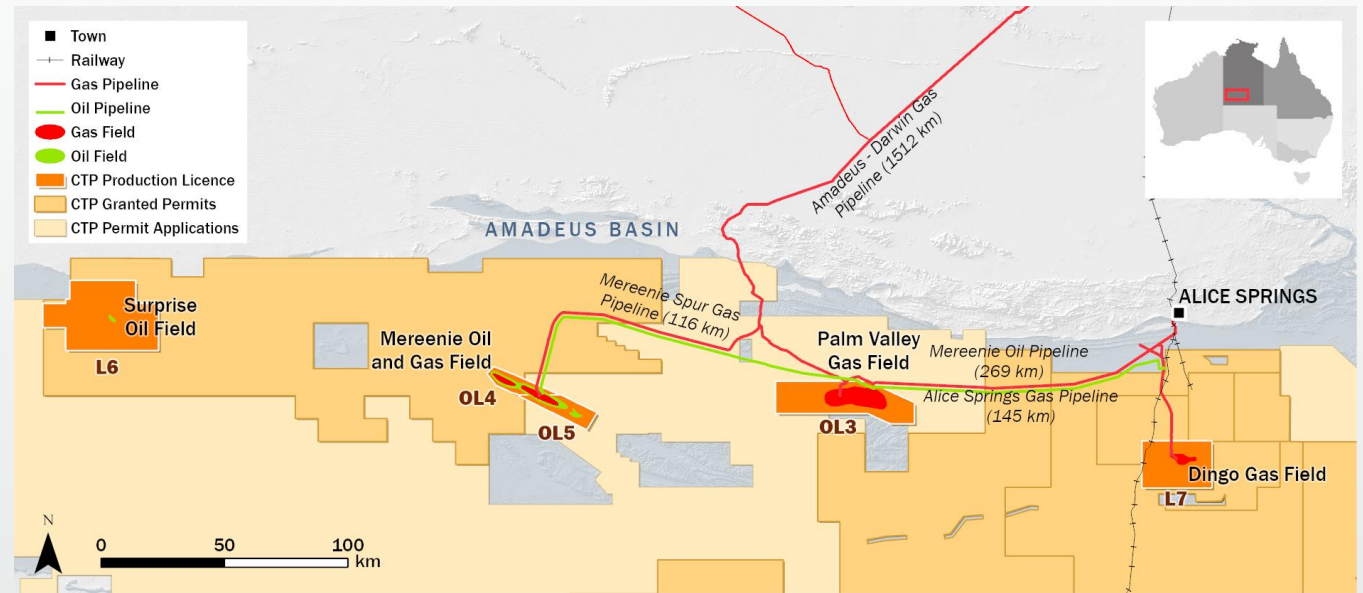 Town
Railway
Gas Pipeline
Oil Pipeline
Gas Field
Oil Field
CTP Production Licence
CTP Granted Permits
CTP Permit Applications
Amadeus - Darwin Gas
Pipeline (1512 km)
AMADEUS BASIN
Mereenie Spur Gas
Pipeline (116 km)
ALICE SPRINGS
Surprise
Oil Field
L6
Mereenie Oil
and Gas Field
OL4
OL5
Palm Valley
Gas Field
OL3
Mereenie Oil Pipeline
(269 km)
Alice Springs Gas Pipeline
(145 km)
Dingo Gas Field
L7
N
0 50 100
km